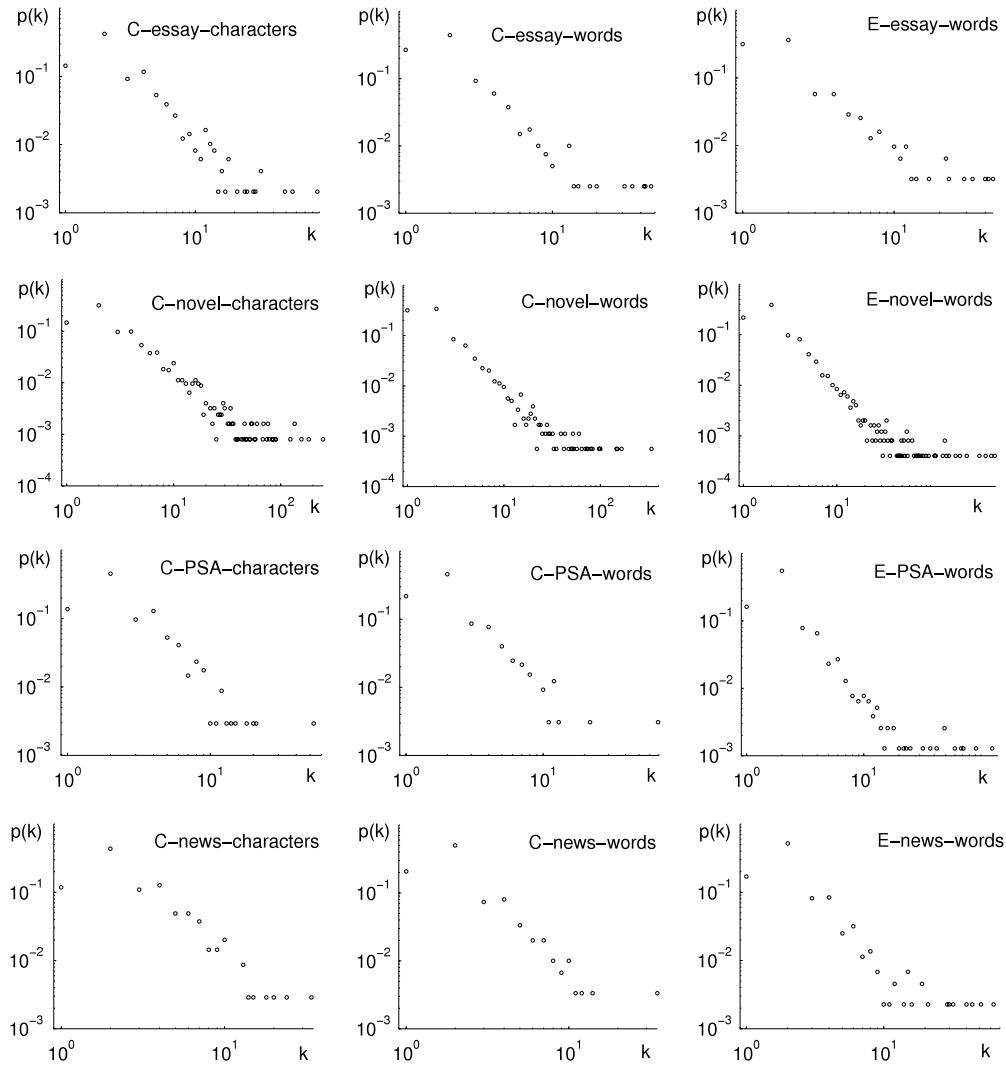 p(k) C-essay-characters
10^-1
10^-2
10^-3
10^0 10^1 k
p(k) C-essay-words
10^-1
10^-2
10^-3
10^0 10^1 k
p(k) E-essay-words
10^-1
10^-2
10^-3
10^0 10^1 k
p(k) C-novel-characters
10^-1
10^-2
10^-3
10^-4
10^0 10^1 10^2 k
p(k) C-novel-words
10^-1
10^-2
10^-3
10^-4
10^0 10^1 10^2 k
p(k) E-novel-words
10^-1
10^-2
10^-3
10^-4
10^0 10^1 k
p(k) C-PSA-characters
10^-1
10^-2
10^-3
10^0 10^1 k
p(k) C-PSA-words
10^-1
10^-2
10^-3
10^0 10^1 k
p(k) E-PSA-words
10^-1
10^-2
10^-3
10^0 10^1 k
p(k) C-news-characters
10^-1
10^-2
10^-3
10^0 10^1 k
p(k) C-news-words
10^-1
10^-2
10^-3
10^0 10^1 k
p(k) E-news-words
10^-1
10^-2
10^-3
10^0 10^1 k